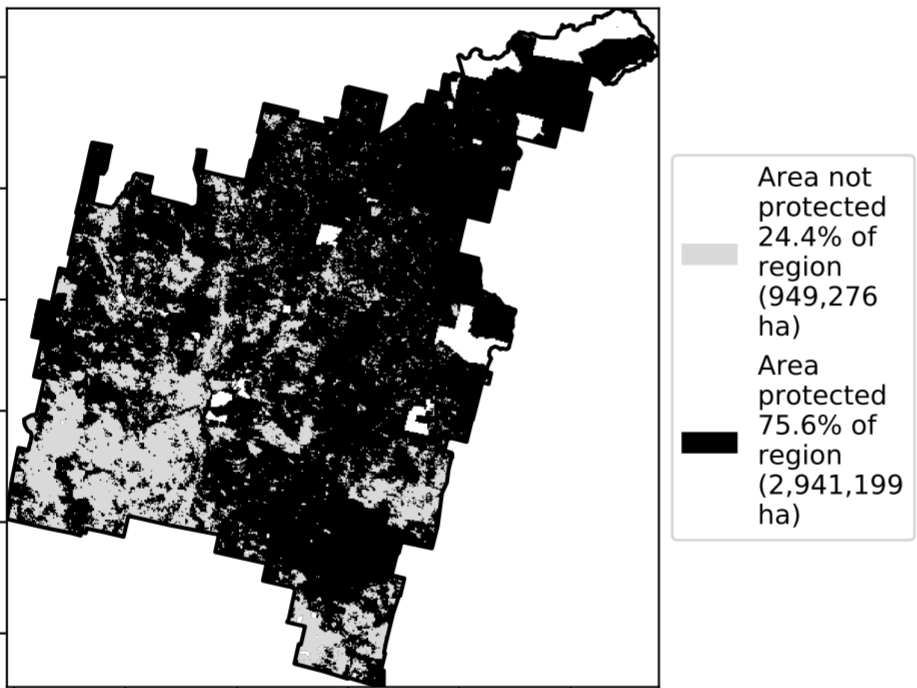 Area not
protected
24.4% of
region
(949,276
ha)
Area
protected
75.6% of
region
(2,941,199
ha)